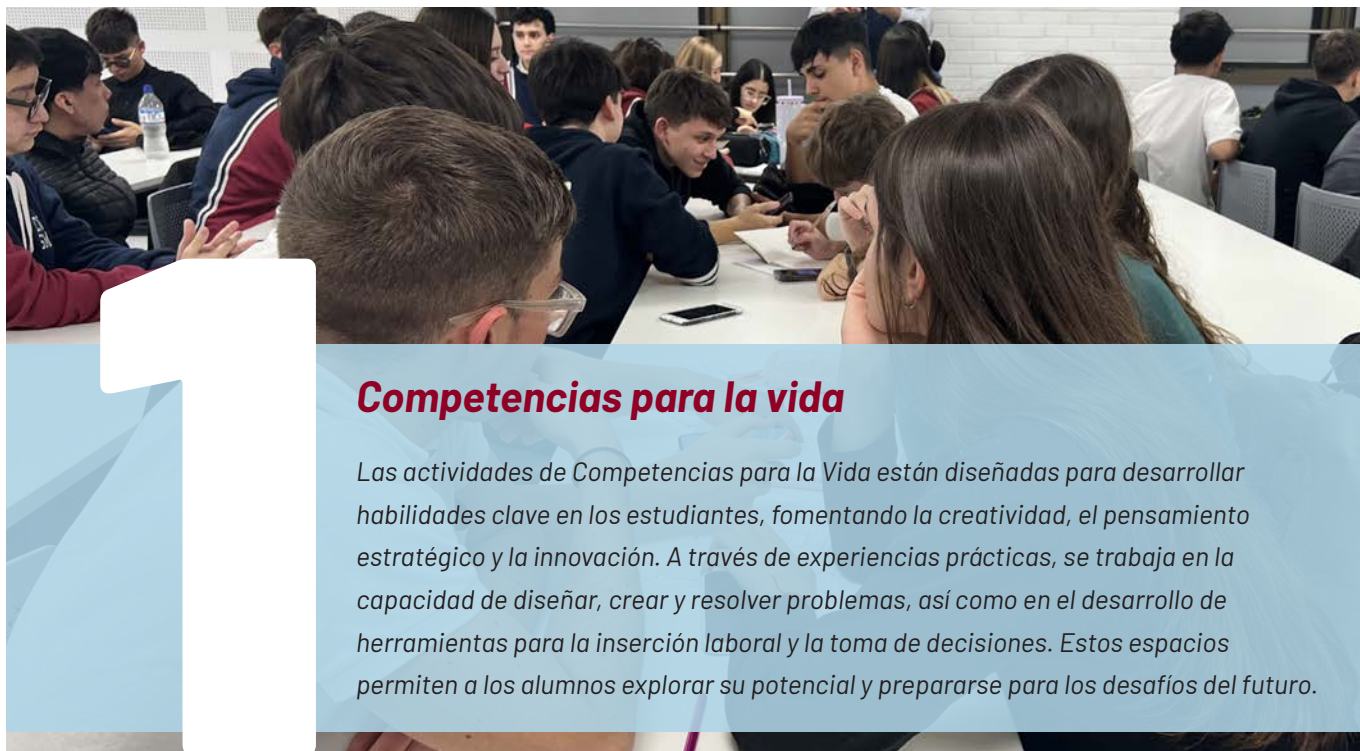 1
Competencias para la vida
Las actividades de Competencias para la Vida están diseñadas para desarrollar
habilidades clave en los estudiantes, fomentando la creatividad, el pensamiento
estratégico y la innovación. A través de experiencias prácticas, se trabaja en la
capacidad de diseñar, crear y resolver problemas, así como en el desarrollo de
herramientas para la inserción laboral y la toma de decisiones. Estos espacios
permiten a los alumnos explorar su potencial y prepararse para los desafíos del futuro.